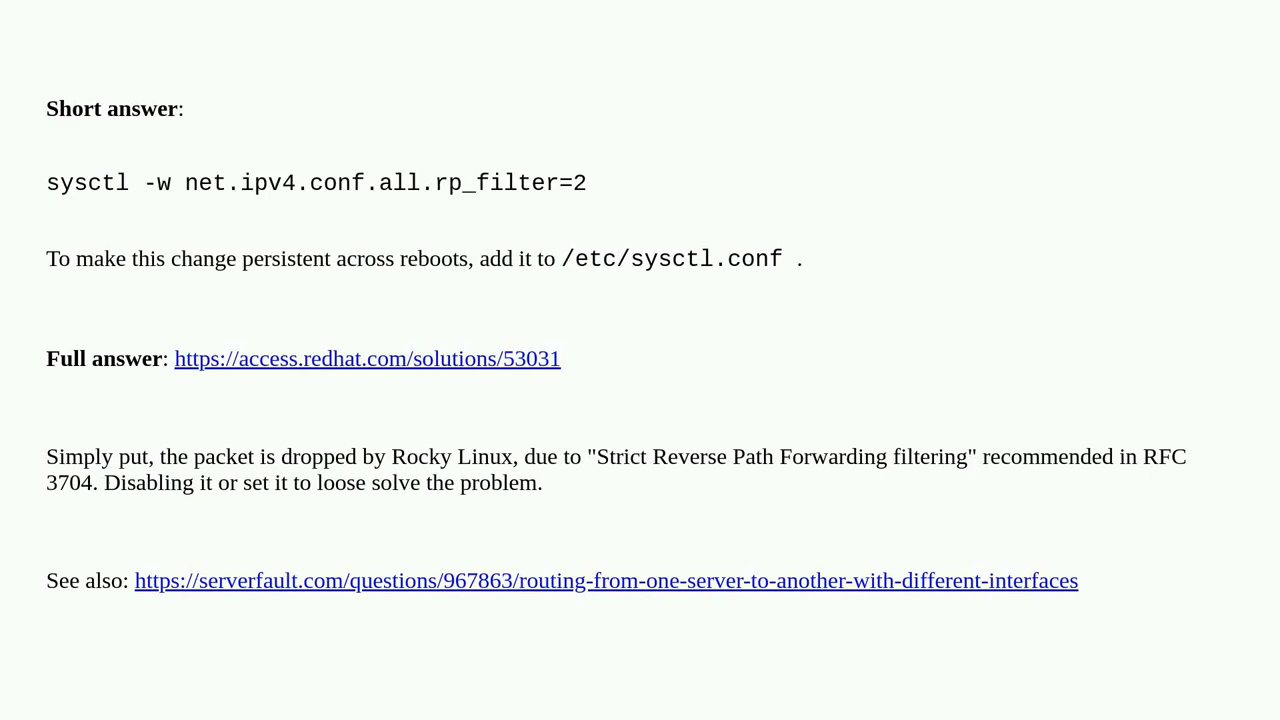 Short answer:
sysctl -w net.ipv4.conf.all.rp_filter=2
To make this change persistent across reboots, add it to /etc/sysctl.conf .
Full answer: https://access.redhat.com/solutions/53031
Simply put, the packet is dropped by Rocky Linux, due to "Strict Reverse Path Forwarding filtering" recommended in RFC
3704. Disabling it or set it to loose solve the problem.
See also: https://serverfault.com/questions/967863/routing-from-one-server-to-another-with-different-interfaces